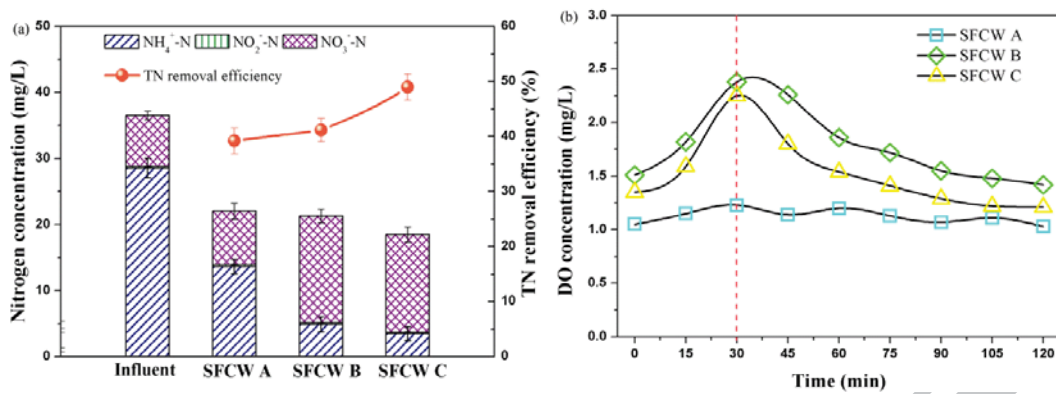 (a)
NH₄⁺-N NO₂⁻-N NO₃⁻-N
TN removal efficiency
Nitrogen concentration (mg/L)
50
40
30
20
10
0
TN removal efficiency (%)
60
50
40
30
20
10
0
Influent SFCW A SFCW B SFCW C
(b)
SFCW A
SFCW B
SFCW C
DO concentration (mg/L)
3.0
2.5
2.0
1.5
1.0
0.5
0.0
0 15 30 45 60 75 90 105 120
Time (min)